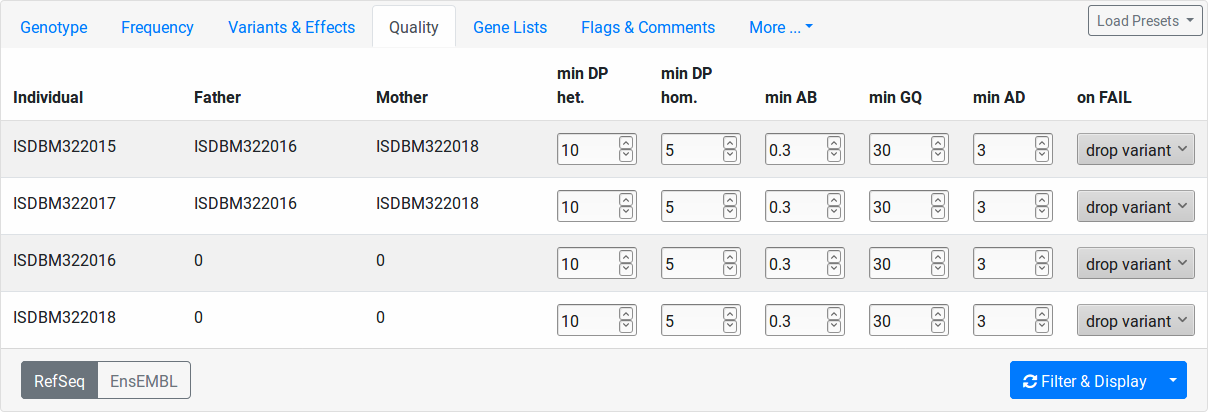 Genotype Frequency Variants & Effects Quality Gene Lists Flags & Comments More ... Load Presets
min DP min DP
Individual Father Mother het. hom. min AB min GQ min AD on FAIL
ISDBM322015 ISDBM322016 ISDBM322018 10 5 0.3 30 3 drop variant
ISDBM322017 ISDBM322016 ISDBM322018 10 5 0.3 30 3 drop variant
ISDBM322016 0 0 10 5 0.3 30 3 drop variant
ISDBM322018 0 0 10 5 0.3 30 3 drop variant
RefSeq EnsEMBL Filter & Display